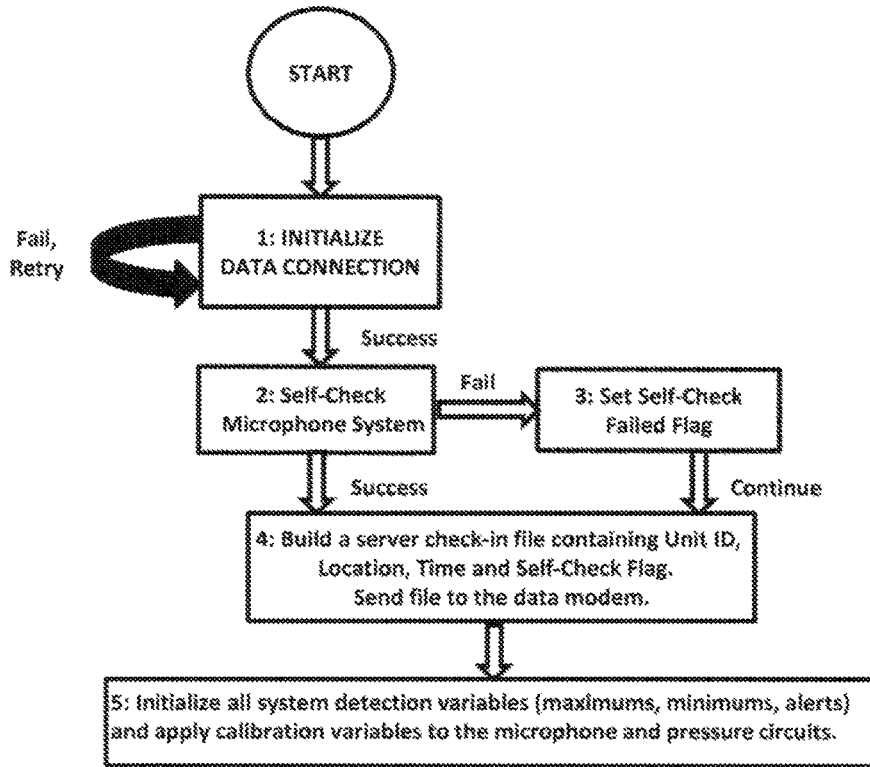 START
Fail,
Retry
1: INITIALIZE
DATA CONNECTION
Success
2: Self-Check
Microphone System
Fail
3: Set Self-Check
Failed Flag
Success
Continue
4: Build a server check-in file containing Unit ID,
Location, Time and Self-Check Flag.
Send file to the data modem.
5: Initialize all system detection variables (maximums, minimums, alerts)
and apply calibration variables to the microphone and pressure circuits.